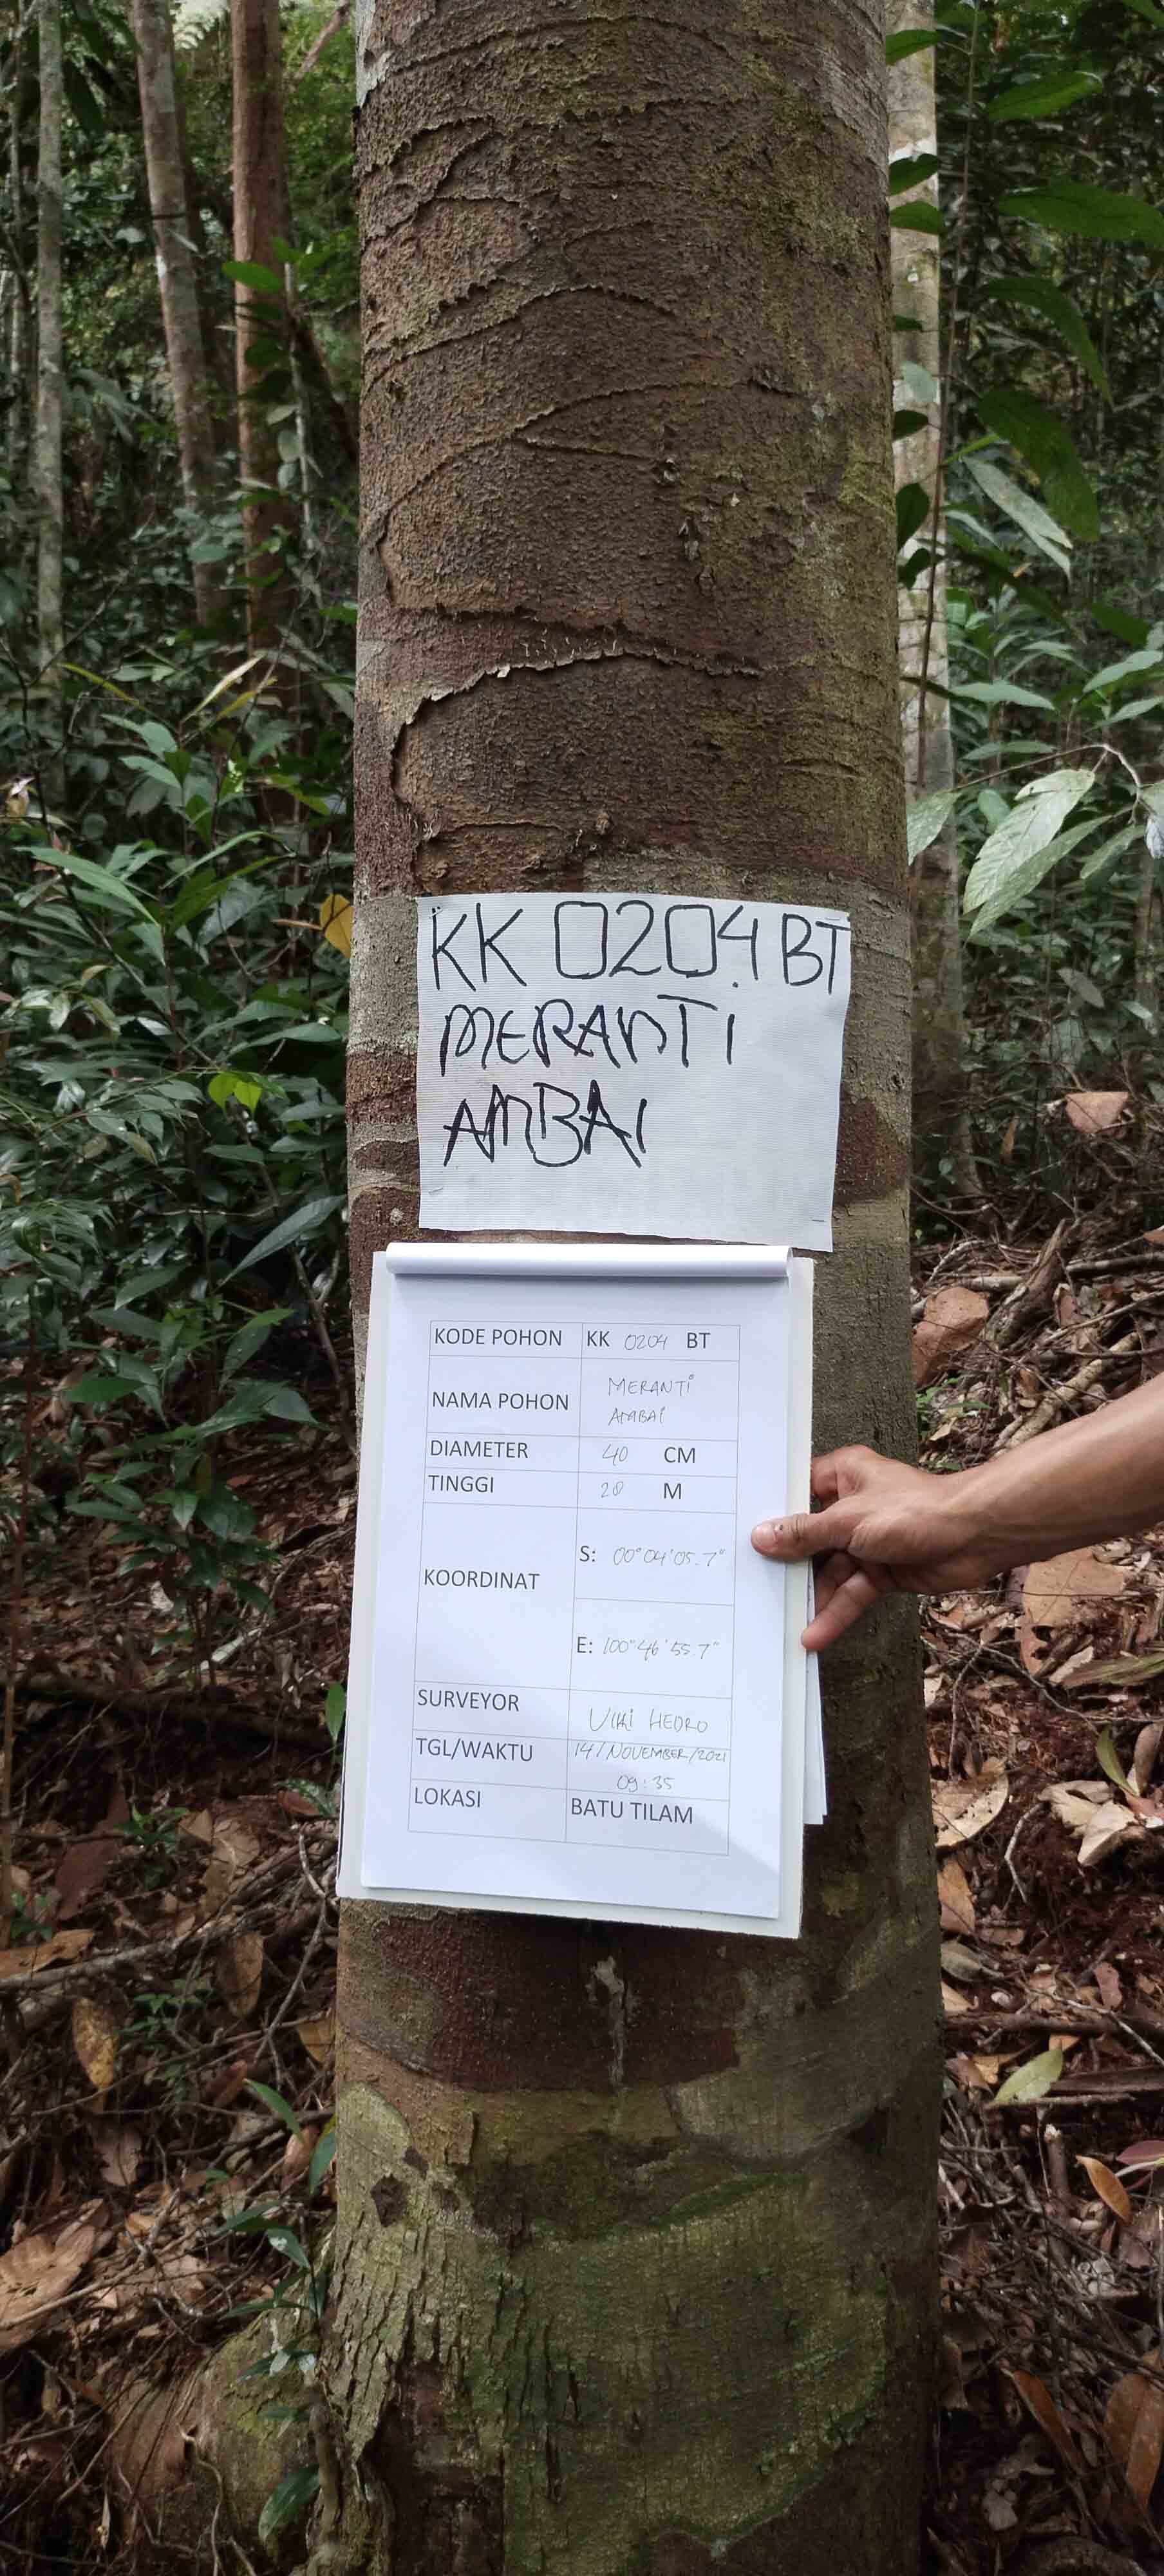 KK 0204 BT
MERANTI
AMBAI
KODE POHON KK 0204 BT
NAMA POHON MERANTI
AMBAI
DIAMETER 40 CM
TINGGI 20 M
KOORDINAT
S: 00°04'05.7"
E: 100°46'55.7"
SURVEYOR VIKI HEDRO
TGL/WAKTU 14/NOVEMBER/2021
09:35
LOKASI BATU TILAM